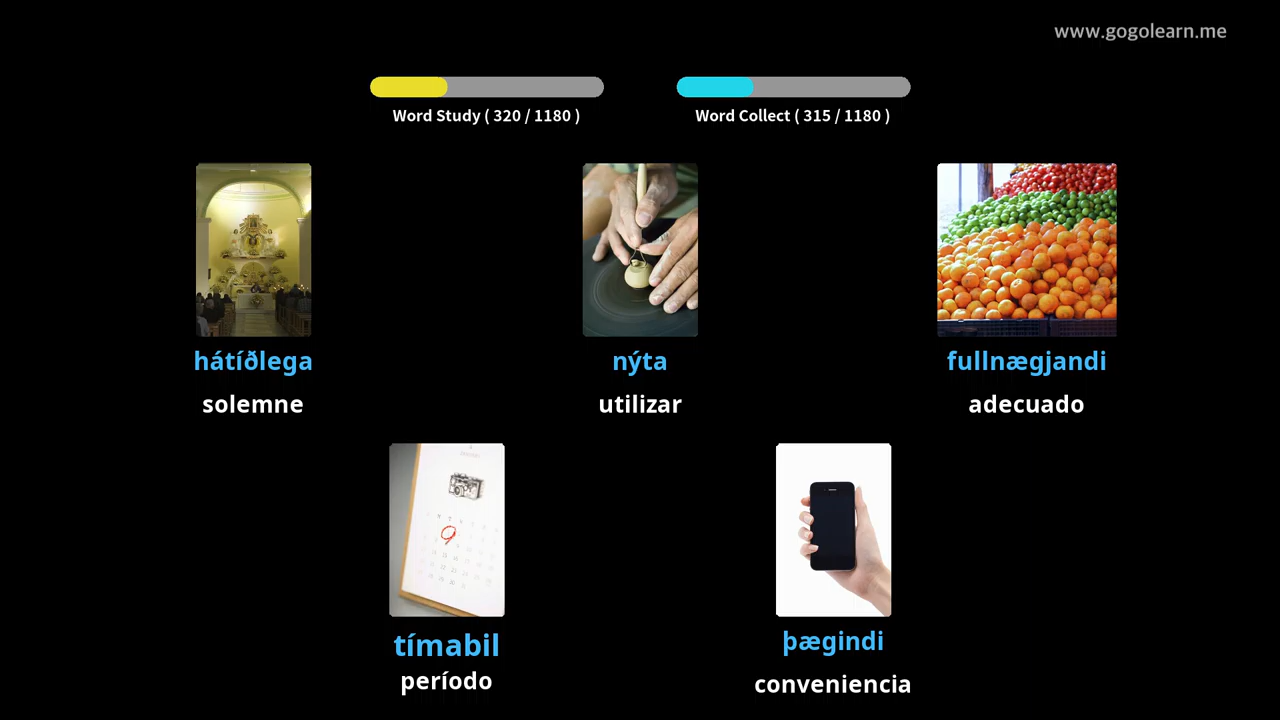 www.gogolearn.me
Word Study ( 320 / 1180 )
Word Collect ( 315 / 1180 )
hátíðlega
solemne
nýta
utilizar
fullnægjandi
adecuado
tímabil
período
þægindi
conveniencia